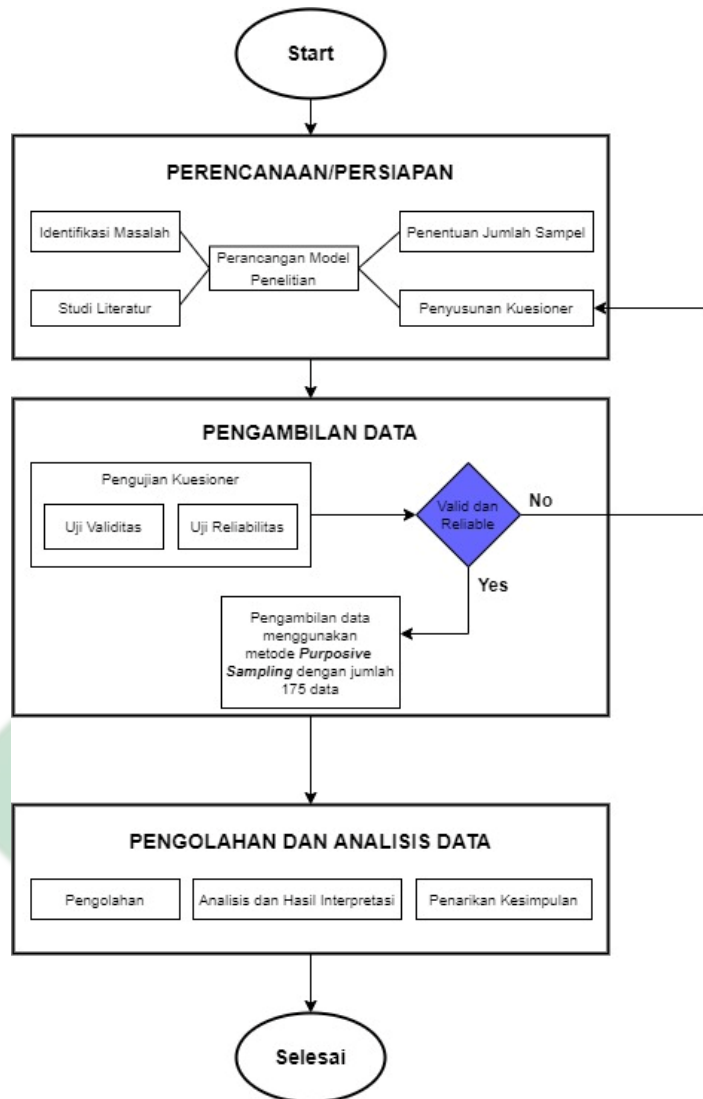 Start
PERENCANAAN/PERSIAPAN
Identifikasi Masalah
Studi Literatur
Perancangan Model
Penelitian
Penentuan Jumlah Sampel
Penyusunan Kuesioner
PENGAMBILAN DATA
Pengujian Kuesioner
Uji Validitas
Uji Reliabilitas
Valid dan
Reliable
No
Yes
Pengambilan data
menggunakan
metode Purposive
Sampling dengan jumlah
175 data
PENGOLAHAN DAN ANALISIS DATA
Pengolahan
Analisis dan Hasil Interpretasi
Penarikan Kesimpulan
Selesai